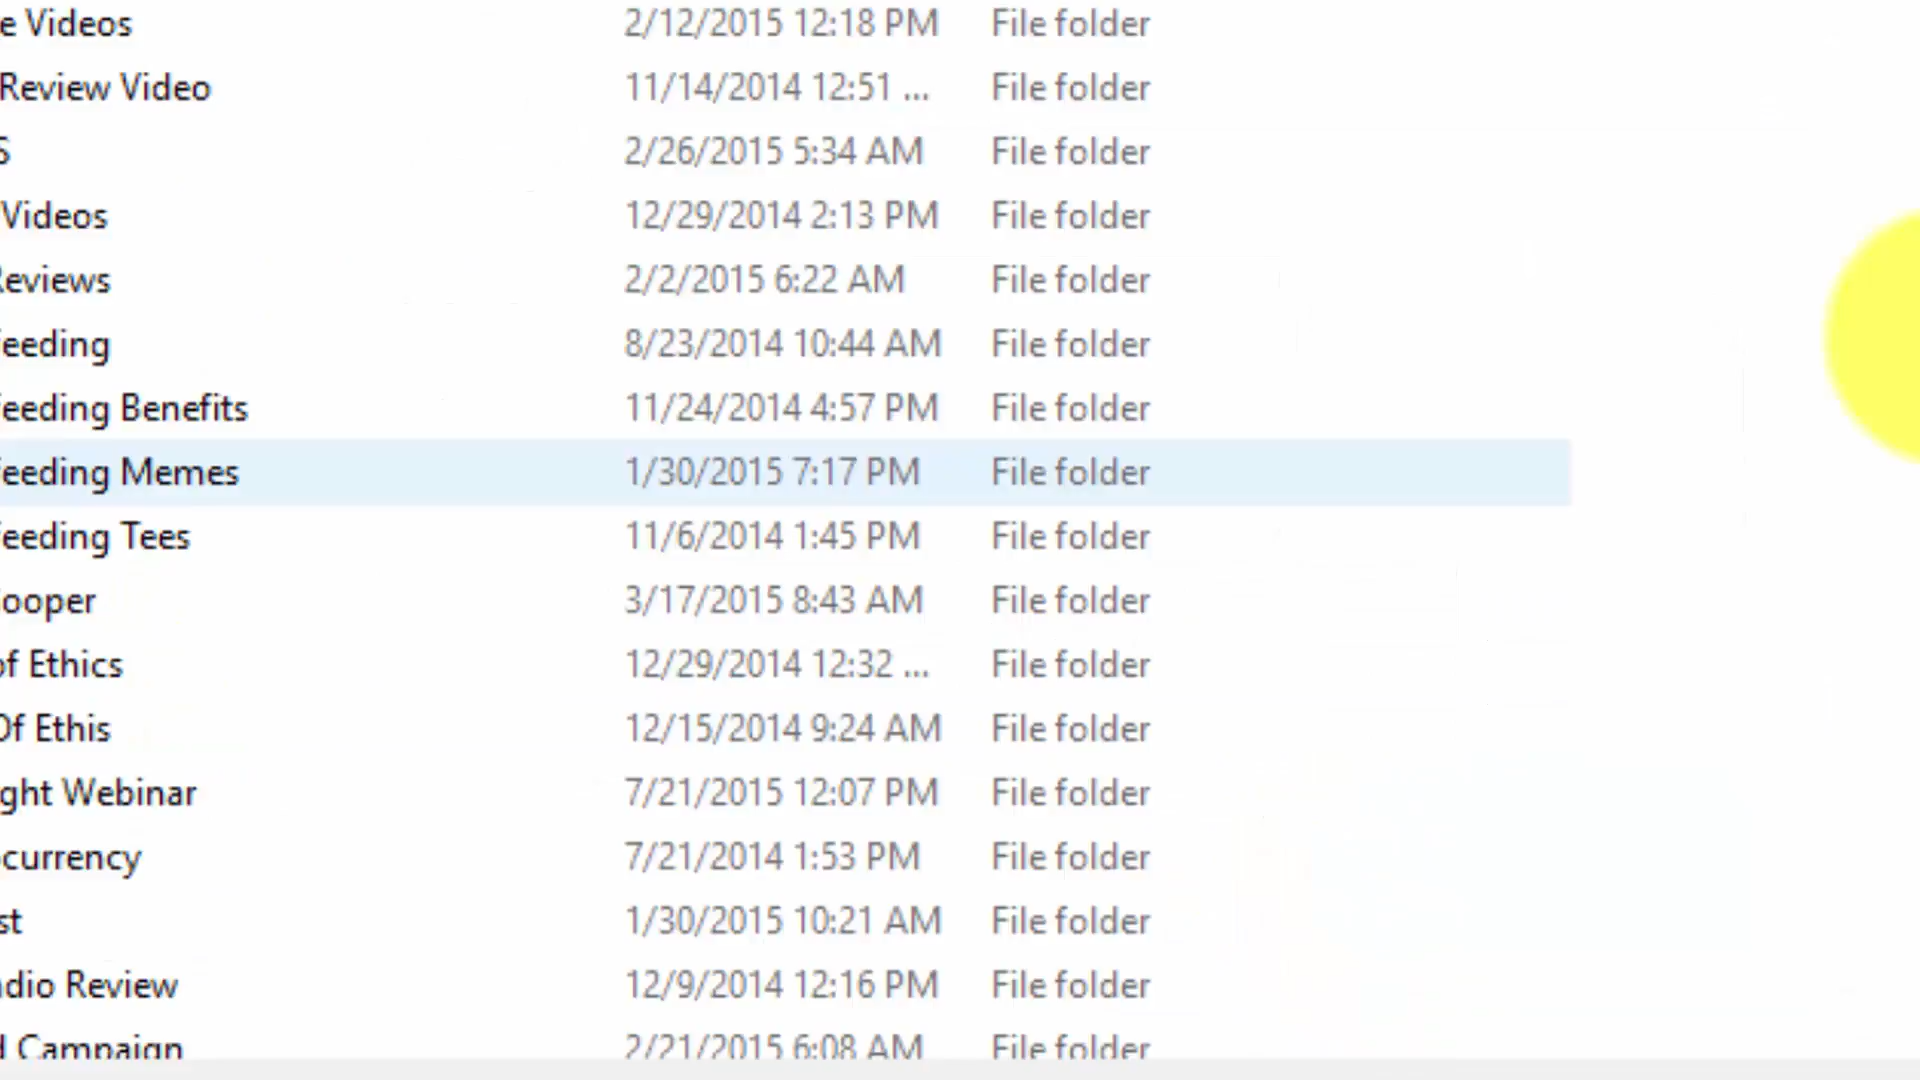 e Videos 2/12/2015 12:18 PM File folder
Review Video 11/14/2014 12:51 ... File folder
S 2/26/2015 5:34 AM File folder
Videos 12/29/2014 2:13 PM File folder
Reviews 2/2/2015 6:22 AM File folder
feeding 8/23/2014 10:44 AM File folder
feeding Benefits 11/24/2014 4:57 PM File folder
feeding Memes 1/30/2015 7:17 PM File folder
feeding Tees 11/6/2014 1:45 PM File folder
ooper 3/17/2015 8:43 AM File folder
of Ethics 12/29/2014 12:32 ... File folder
Of Ethis 12/15/2014 9:24 AM File folder
ght Webinar 7/21/2015 12:07 PM File folder
ocurrency 7/21/2014 1:53 PM File folder
st 1/30/2015 10:21 AM File folder
dio Review 12/9/2014 12:16 PM File folder
d Campaign 2/21/2015 6:08 AM File folder